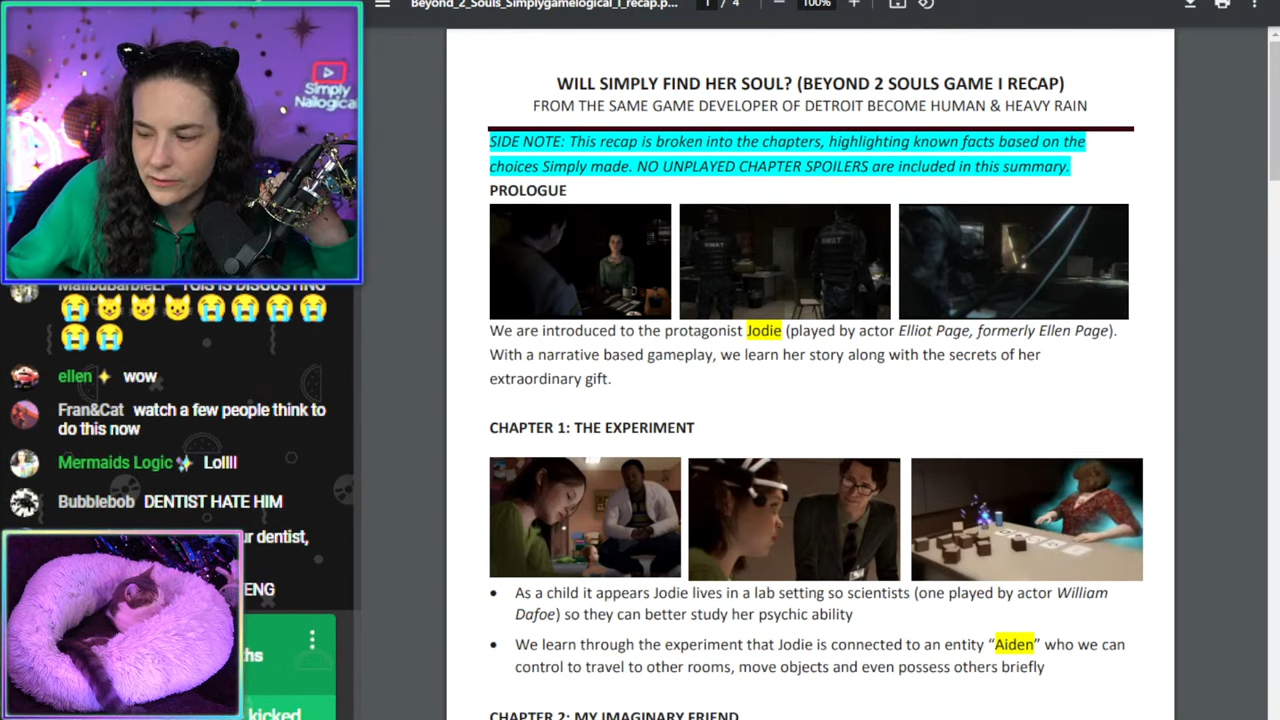 Beyond_2_Souls_Simplygamelogical_I_recap.p...
1 / 4
100%
Simply
Nailogical
WILL SIMPLY FIND HER SOUL? (BEYOND 2 SOULS GAME I RECAP)
FROM THE SAME GAME DEVELOPER OF DETROIT BECOME HUMAN & HEAVY RAIN
SIDE NOTE: This recap is broken into the chapters, highlighting known facts based on the
choices Simply made. NO UNPLAYED CHAPTER SPOILERS are included in this summary.
PROLOGUE
SWAT
SWAT
We are introduced to the protagonist Jodie (played by actor Elliot Page, formerly Ellen Page).
With a narrative based gameplay, we learn her story along with the secrets of her
extraordinary gift.
CHAPTER 1: THE EXPERIMENT
• As a child it appears Jodie lives in a lab setting so scientists (one played by actor William
Dafoe) so they can better study her psychic ability
• We learn through the experiment that Jodie is connected to an entity “Aiden” who we can
control to travel to other rooms, move objects and even possess others briefly
CHAPTER 2: MY IMAGINARY FRIEND
MalibuBarbieLP THIS IS DISGUSTING
😭😺😺😺😭😭😭😭
😭😭
ellen✨ wow
Fran&Cat watch a few people think to
do this now
Mermaids Logic✨ Lollll
Bubblebob DENTIST HATE HIM
ur dentist,
ENG
ths
kicked